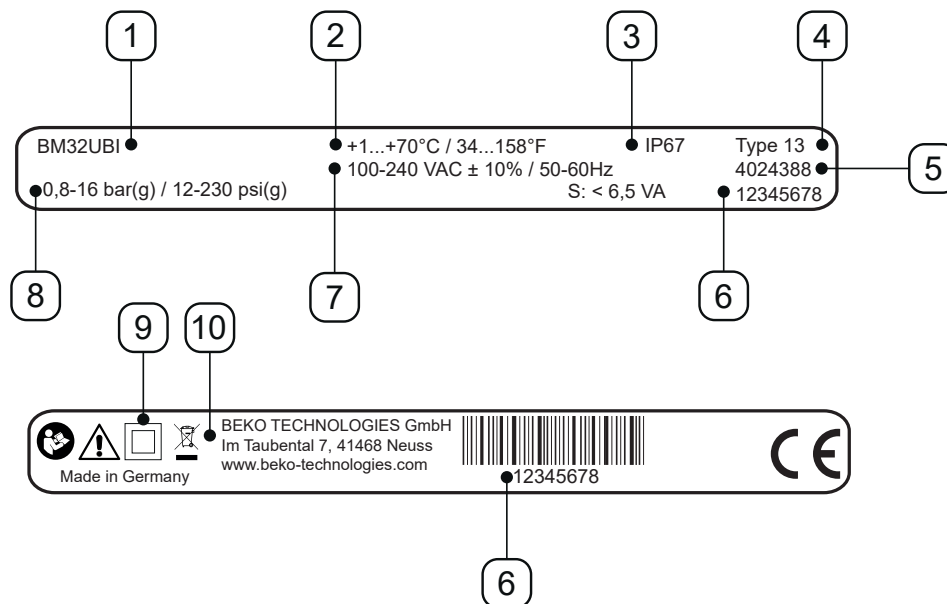 1 2 3 4
BM32UBI +1...+70°C / 34...158°F IP67 Type 13
100-240 VAC ± 10% / 50-60Hz 4024388 5
0,8-16 bar(g) / 12-230 psi(g) S: < 6,5 VA 12345678
8 7 6
9 10
BEKO TECHNOLOGIES GmbH
Im Taubental 7, 41468 Neuss
www.beko-technologies.com
Made in Germany
12345678
CE
6